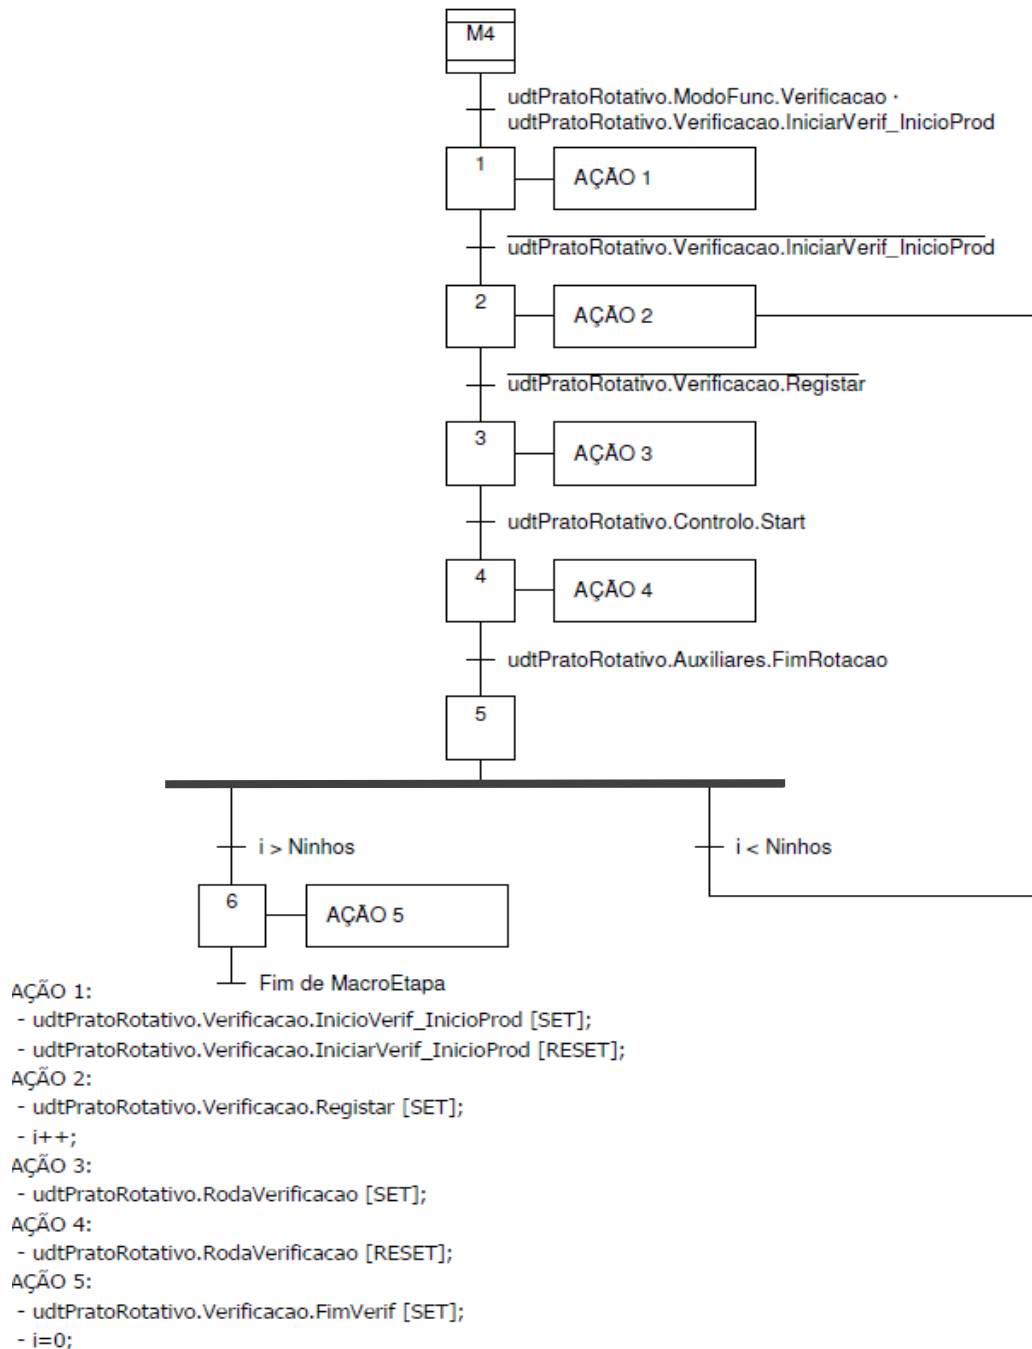 M4
udtPratoRotativo.ModoFunc.Verificacao ·
udtPratoRotativo.Verificacao.IniciarVerif_InicioProd
1
AÇÃO 1
udtPratoRotativo.Verificacao.IniciarVerif_InicioProd
2
AÇÃO 2
udtPratoRotativo.Verificacao.Registar
3
AÇÃO 3
udtPratoRotativo.Controlo.Start
4
AÇÃO 4
udtPratoRotativo.Auxiliares.FimRotacao
5
i > Ninhos
i < Ninhos
6
AÇÃO 5
Fim de MacroEtapa
AÇÃO 1:
- udtPratoRotativo.Verificacao.InicioVerif_InicioProd [SET];
- udtPratoRotativo.Verificacao.IniciarVerif_InicioProd [RESET];
AÇÃO 2:
- udtPratoRotativo.Verificacao.Registar [SET];
- i++;
AÇÃO 3:
- udtPratoRotativo.RodaVerificacao [SET];
AÇÃO 4:
- udtPratoRotativo.RodaVerificacao [RESET];
AÇÃO 5:
- udtPratoRotativo.Verificacao.FimVerif [SET];
- i=0;